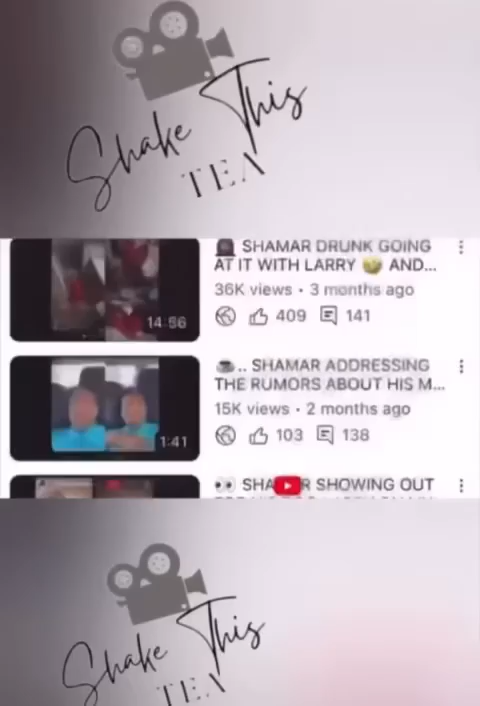 Shake This
TEA
SHAMAR DRUNK GOING
AT IT WITH LARRY 🤣 AND...
36K views • 3 months ago
409 141
14:56
.. SHAMAR ADDRESSING
THE RUMORS ABOUT HIS M...
15K views • 2 months ago
103 138
1:41
👀 SHA R SHOWING OUT
Shake This
TEA